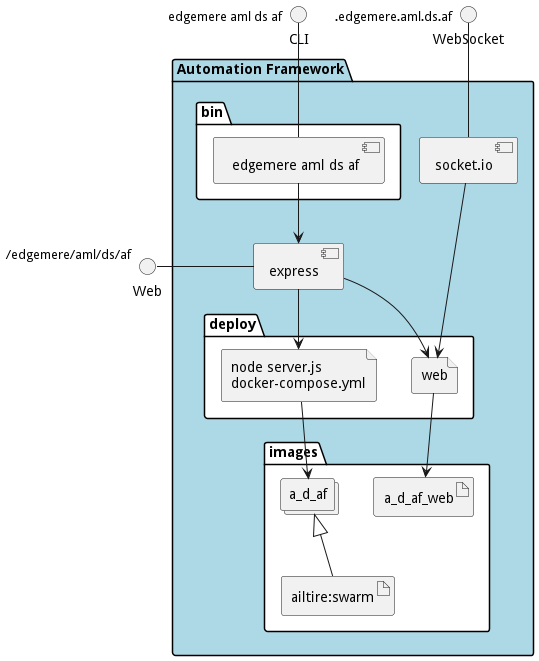 edgemere aml ds af
.edgemere.aml.ds.af
CLI
WebSocket
Automation Framework
bin
edgemere aml ds af
socket.io
/edgemere/aml/ds/af
express
Web
deploy
node server.js
docker-compose.yml
web
images
a_d_af
a_d_af_web
ailtire:swarm